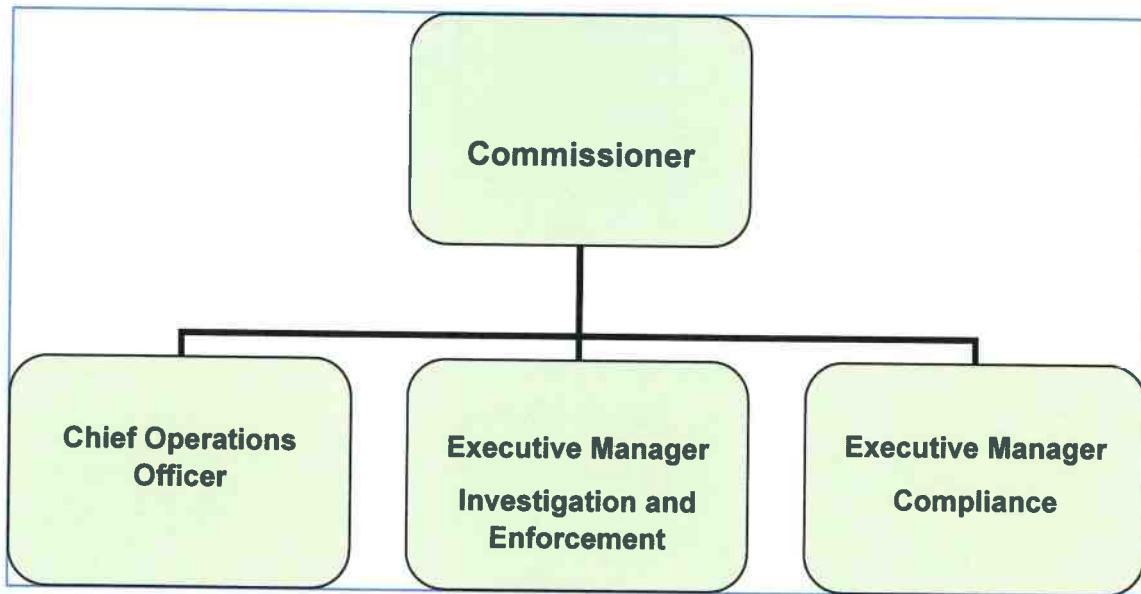 Commissioner
Chief Operations
Officer
Executive Manager
Investigation and
Enforcement
Executive Manager
Compliance